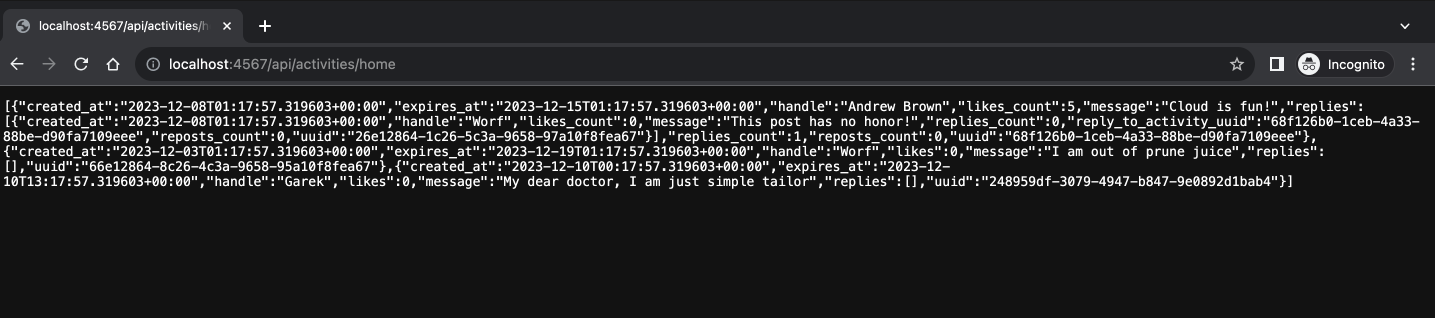 localhost:4567/api/activities/h
localhost:4567/api/activities/home
Incognito
[{"created_at":"2023-12-08T01:17:57.319603+00:00","expires_at":"2023-12-15T01:17:57.319603+00:00","handle":"Andrew Brown","likes_count":5,"message":"Cloud is fun!","replies":
[{"created_at":"2023-12-08T01:17:57.319603+00:00","handle":"Worf","likes_count":0,"message":"This post has no honor!","replies_count":0,"reply_to_activity_uuid":"68f126b0-1ceb-4a33-
88be-d90fa7109eee","reposts_count":0,"uuid":"26e12864-1c26-5c3a-9658-97a10f8fea67"}],"replies_count":1,"reposts_count":0,"uuid":"68f126b0-1ceb-4a33-88be-d90fa7109eee"},
{"created_at":"2023-12-03T01:17:57.319603+00:00","expires_at":"2023-12-19T01:17:57.319603+00:00","handle":"Worf","likes":0,"message":"I am out of prune juice","replies":
[],"uuid":"66e12864-8c26-4c3a-9658-95a10f8fea67"},{"created_at":"2023-12-10T00:17:57.319603+00:00","expires_at":"2023-12-
10T13:17:57.319603+00:00","handle":"Garek","likes":0,"message":"My dear doctor, I am just simple tailor","replies":[],"uuid":"248959df-3079-4947-b847-9e0892d1bab4"}]